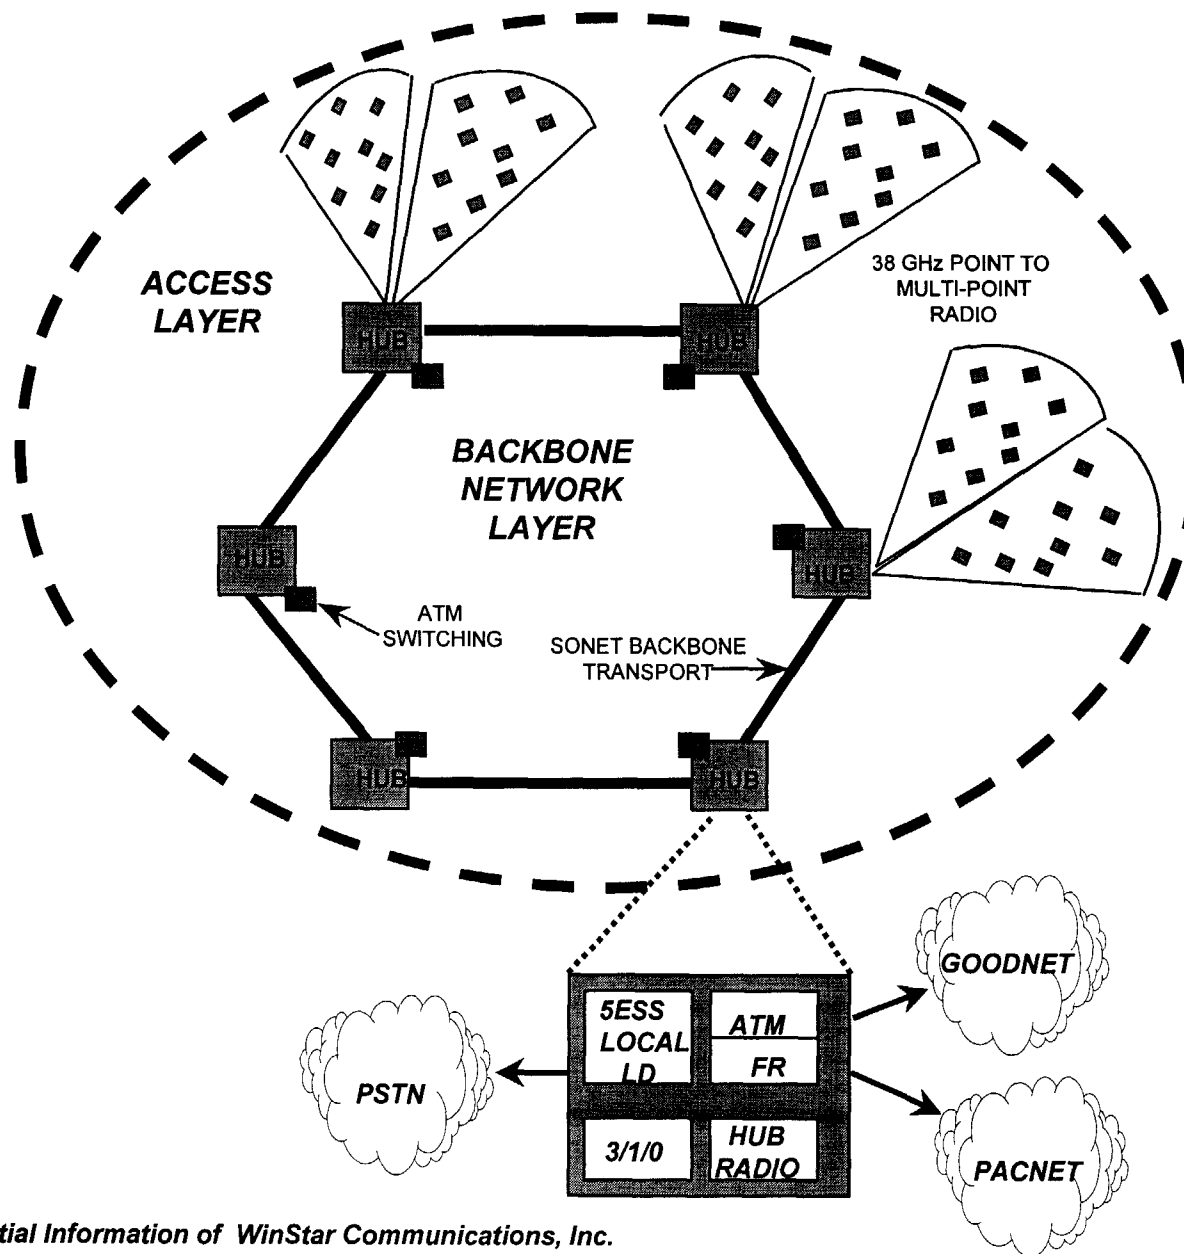 38 GHz POINT TO
MULTI-POINT
RADIO
ACCESS
LAYER
HUB
HUB
BACKBONE
NETWORK
LAYER
HUB
HUB
ATM
SWITCHING
SONET BACKBONE
TRANSPORT
HUB
HUB
GOODNET
5ESS
LOCAL
LD
ATM
FR
PSTN
3/1/0
HUB
RADIO
PACNET
tial Information of WinStar Communications, Inc.